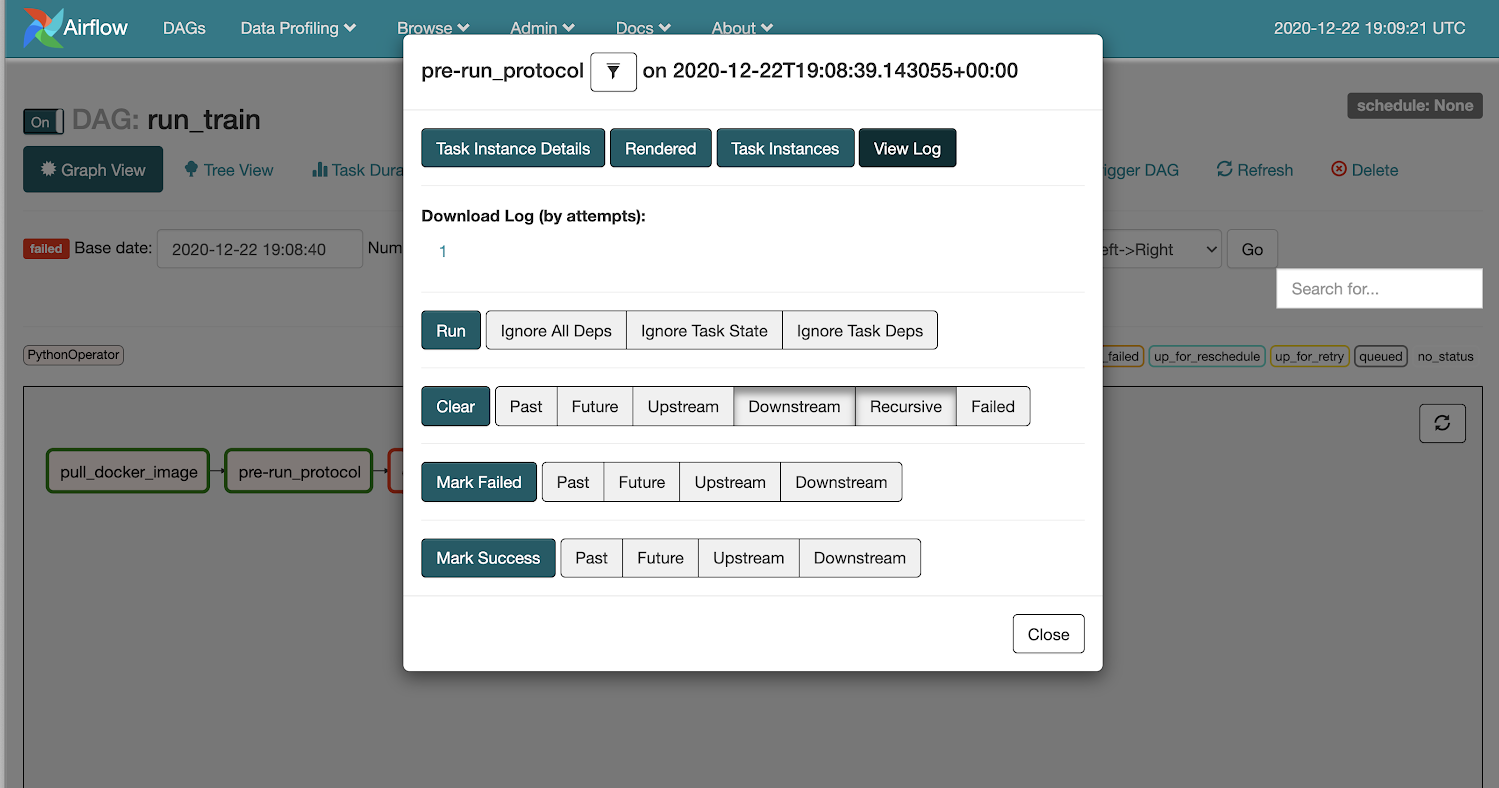 Airflow DAGs Data Profiling Browse Admin Docs About 2020-12-22 19:09:21 UTC
pre-run_protocol on 2020-12-22T19:08:39.143055+00:00
schedule: None
On DAG: run_train
Task Instance Details Rendered Task Instances View Log
Graph View Tree View Task Dura igger DAG Refresh Delete
Download Log (by attempts):
failed Base date: 2020-12-22 19:08:40 Num eft->Right Go
1
Search for...
Run Ignore All Deps Ignore Task State Ignore Task Deps
PythonOperator _failed up_for_reschedule up_for_retry queued no_status
Clear Past Future Upstream Downstream Recursive Failed
pull_docker_image pre-run_protocol
Mark Failed Past Future Upstream Downstream
Mark Success Past Future Upstream Downstream
Close